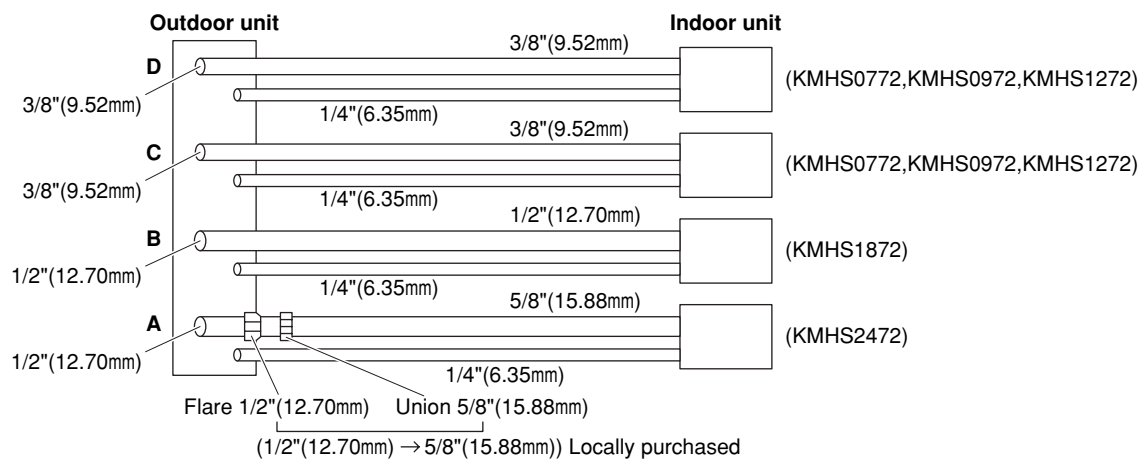 Outdoor unit
Indoor unit
D
3/8"(9.52mm)
(KMHS0772,KMHS0972,KMHS1272)
3/8"(9.52mm)
1/4"(6.35mm)
C
3/8"(9.52mm)
(KMHS0772,KMHS0972,KMHS1272)
3/8"(9.52mm)
1/4"(6.35mm)
B
1/2"(12.70mm)
(KMHS1872)
1/2"(12.70mm)
1/4"(6.35mm)
A
5/8"(15.88mm)
(KMHS2472)
1/2"(12.70mm)
1/4"(6.35mm)
Flare 1/2"(12.70mm) Union 5/8"(15.88mm)
(1/2"(12.70mm) → 5/8"(15.88mm)) Locally purchased